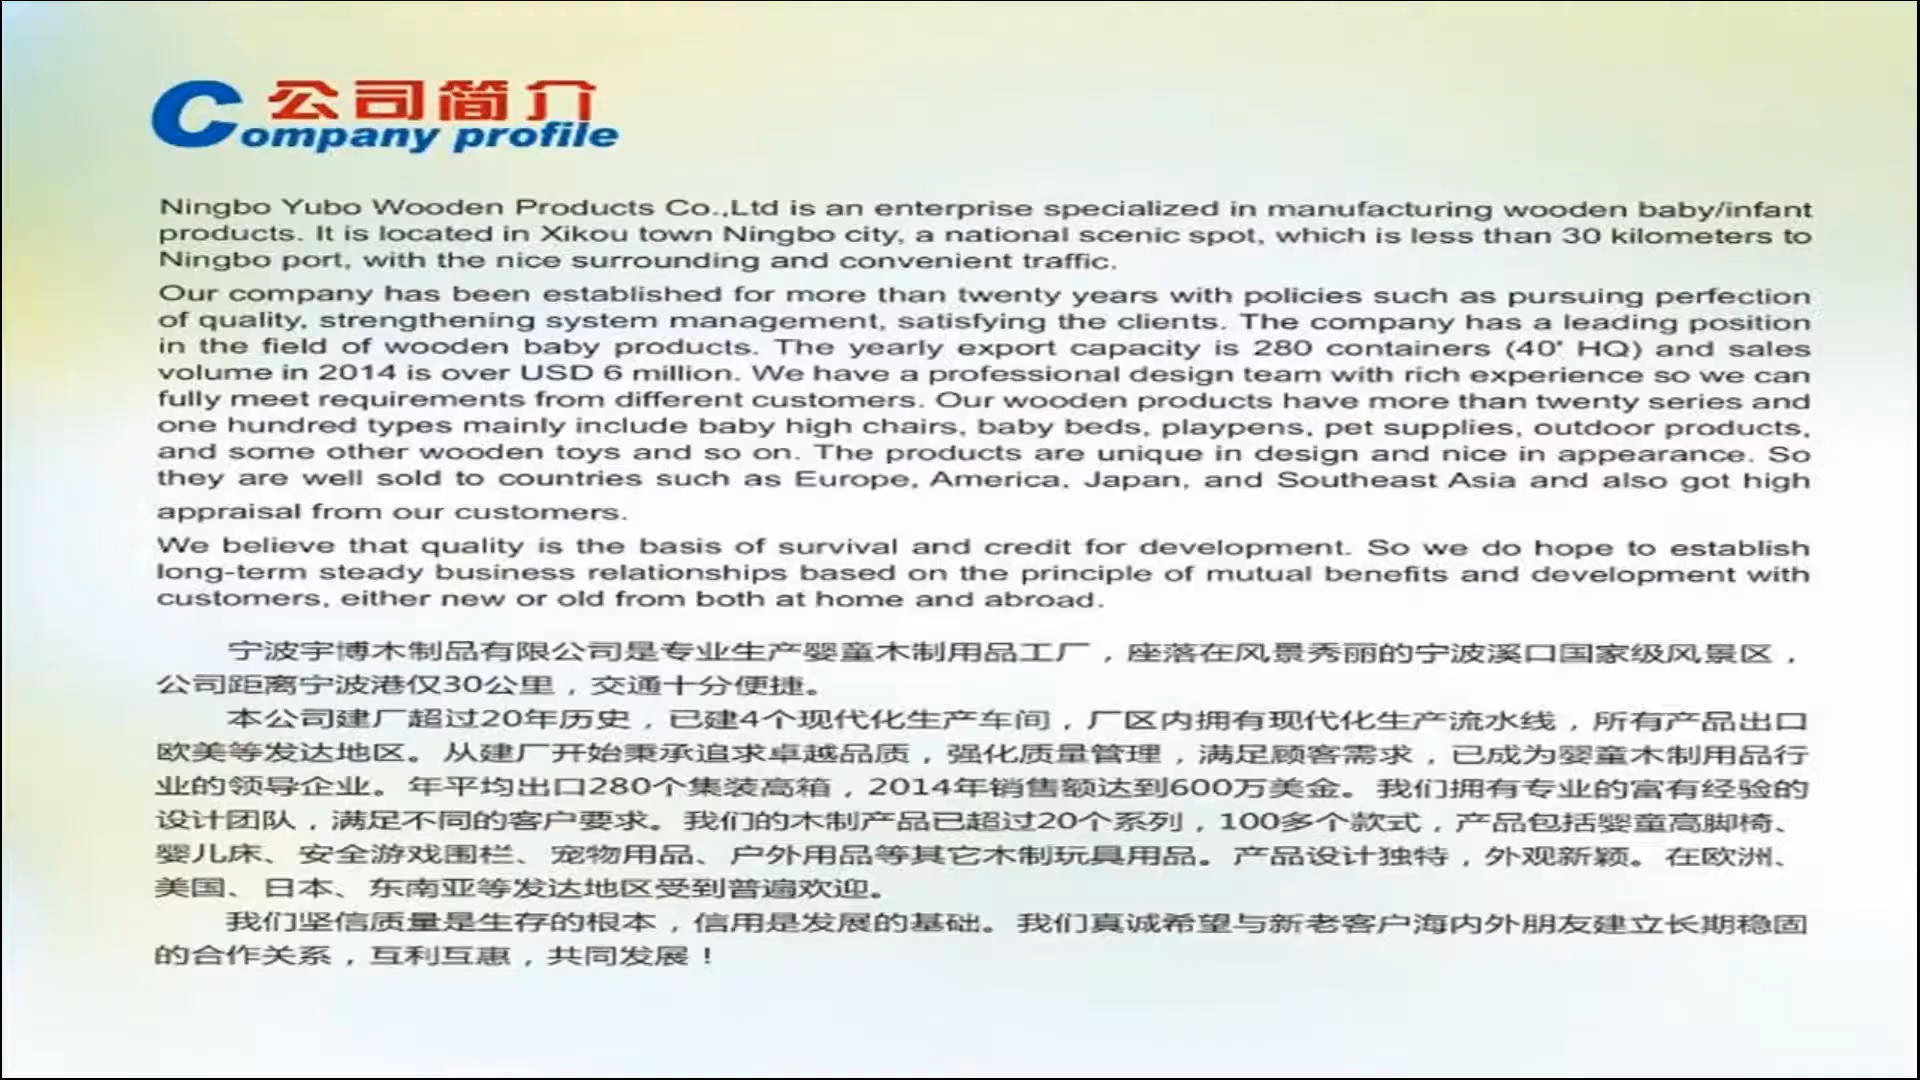 公司简介
Company profile
Ningbo Yubo Wooden Products Co.,Ltd is an enterprise specialized in manufacturing wooden baby/infant
products. It is located in Xikou town Ningbo city, a national scenic spot, which is less than 30 kilometers to
Ningbo port, with the nice surrounding and convenient traffic.
Our company has been established for more than twenty years with policies such as pursuing perfection
of quality, strengthening system management, satisfying the clients. The company has a leading position
in the field of wooden baby products. The yearly export capacity is 280 containers (40' HQ) and sales
volume in 2014 is over USD 6 million. We have a professional design team with rich experience so we can
fully meet requirements from different customers. Our wooden products have more than twenty series and
one hundred types mainly include baby high chairs, baby beds, playpens, pet supplies, outdoor products,
and some other wooden toys and so on. The products are unique in design and nice in appearance. So
they are well sold to countries such as Europe, America, Japan, and Southeast Asia and also got high
appraisal from our customers.
We believe that quality is the basis of survival and credit for development. So we do hope to establish
long-term steady business relationships based on the principle of mutual benefits and development with
customers, either new or old from both at home and abroad.
宁波宇博木制品有限公司是专业生产婴童木制用品工厂，座落在风景秀丽的宁波溪口国家级风景区，
公司距离宁波港仅30公里，交通十分便捷。
本公司建厂超过20年历史，已建4个现代化生产车间，厂区内拥有现代化生产流水线，所有产品出口
欧美等发达地区。从建厂开始秉承追求卓越品质，强化质量管理，满足顾客需求，已成为婴童木制用品行
业的领导企业。年平均出口280个集装高箱，2014年销售额达到600万美金。我们拥有专业的富有经验的
设计团队，满足不同的客户要求。我们的木制产品已超过20个系列，100多个款式，产品包括婴童高脚椅、
婴儿床、安全游戏围栏、宠物用品、户外用品等其它木制玩具用品。产品设计独特，外观新颖。在欧洲、
美国、日本、东南亚等发达地区受到普遍欢迎。
我们坚信质量是生存的根本，信用是发展的基础。我们真诚希望与新老客户海内外朋友建立长期稳固
的合作关系，互利互惠，共同发展！